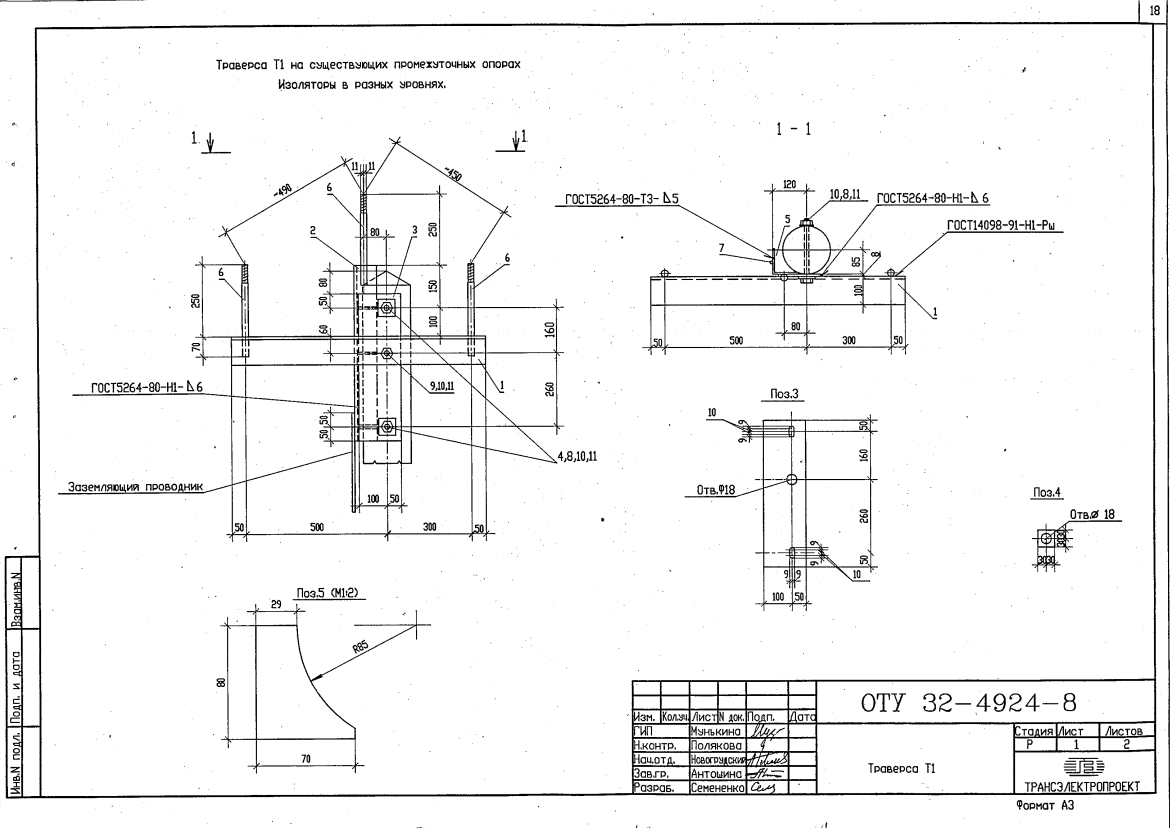 18
Траверса Т1 на существующих промежуточных опорах
Изоляторы в разных уровнях.
1
1
~490
11 11
~450
6
2
80
3
250
6
6
250
80
50
60
150
100
160
70
260
ГОСТ5264-80-Н1-△6
9,10,11
1
50
50
4,8,10,11
Заземляющий проводник
100
50
50
500
300
50
1 - 1
120
10,8,11
ГОСТ5264-80-Т3-△5
ГОСТ5264-80-Н1-△6
5
ГОСТ14098-91-Н1-Рш
7
85
8
100
1
80
50
500
300
50
Поз.3
10
9
9
50
160
Отв.Ф18
260
9
9
50
9
9
10
100
50
Поз.4
Отв.ø 18
30
30
30
30
Поз.5 (М1:2)
29
R85
80
70
Взам.инв.N
Подп. и дата
Инв.N подл.
ОТУ 32-4924-8
Изм. Кол.уч. Лист N док. Подп. Дата
ГИП Мунькина
Н.контр. Полякова
Нач.отд. Новогрудский
Зав.гр. Антошина
Разраб. Семененко
Траверса Т1
Стадия Лист Листов
Р 1 2
ТРАНСЭЛЕКТРОПРОЕКТ
Формат А3